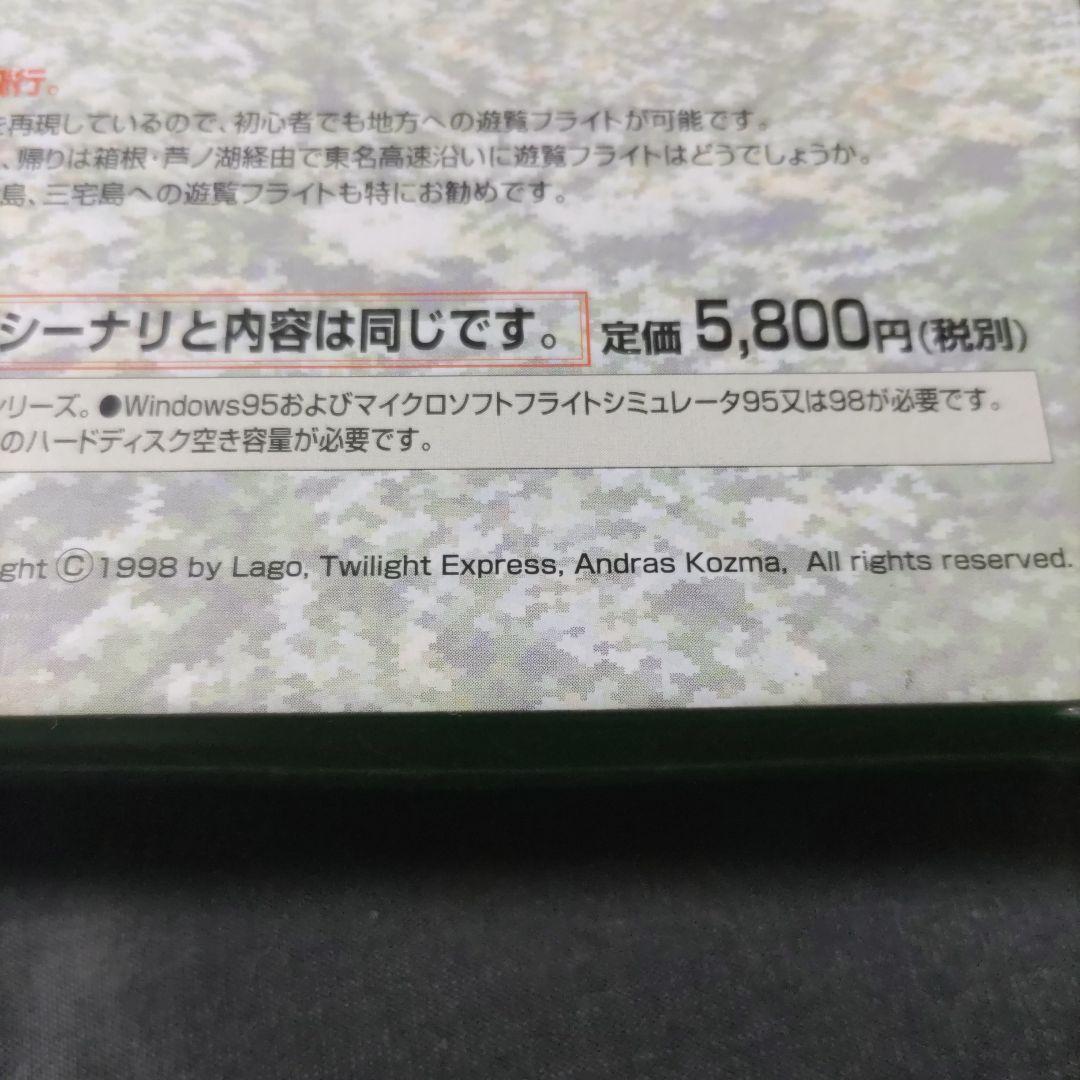 飛行。
を再現しているので、初心者でも地方への遊覧フライトが可能です。
、帰りは箱根・芦ノ湖経由で東名高速沿いに遊覧フライトはどうでしょうか。
島、三宅島への遊覧フライトも特にお勧めです。
シーナリと内容は同じです。 定価 5,800円(税別)
リーズ。●Windows95およびマイクロソフトフライトシミュレータ95又は98が必要です。
のハードディスク空き容量が必要です。
ght ©1998 by Lago, Twilight Express, Andras Kozma, All rights reserved.